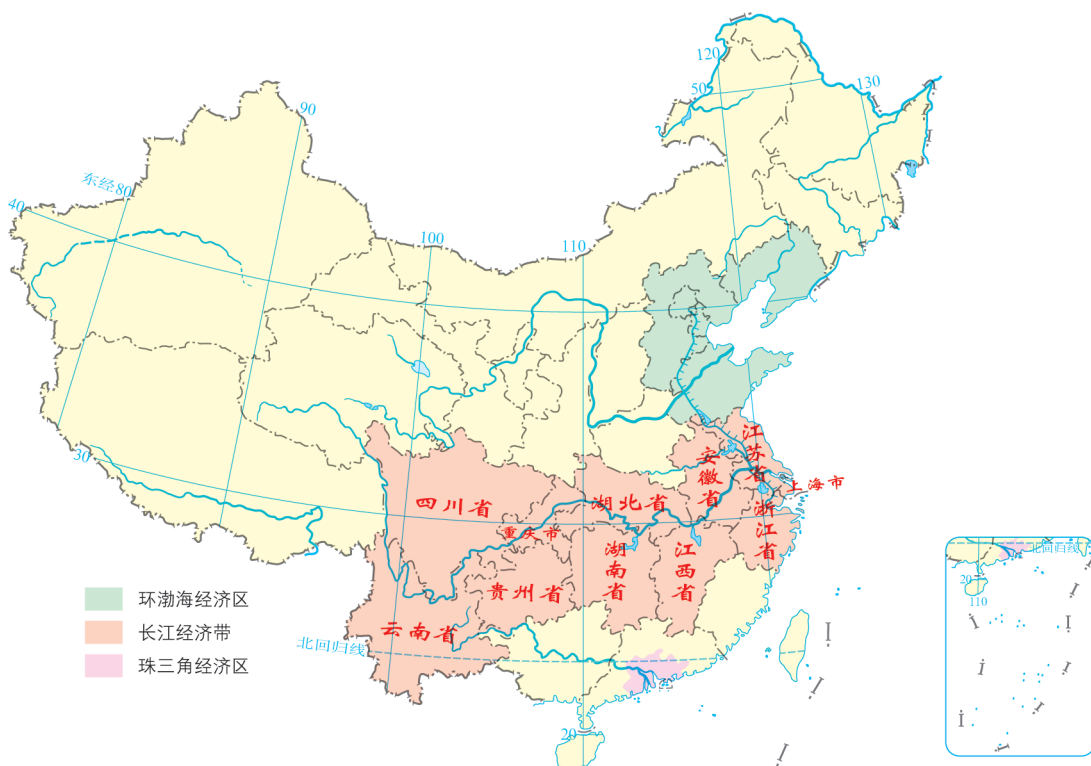 120
50
130
90
东经80
40
100
110
30
江苏省
安徽省
上海市
四川省
湖北省
浙江省
重庆市
湖南省
江西省
贵州省
云南省
北回归线
20
环渤海经济区
长江经济带
珠三角经济区
北回归线
20
110